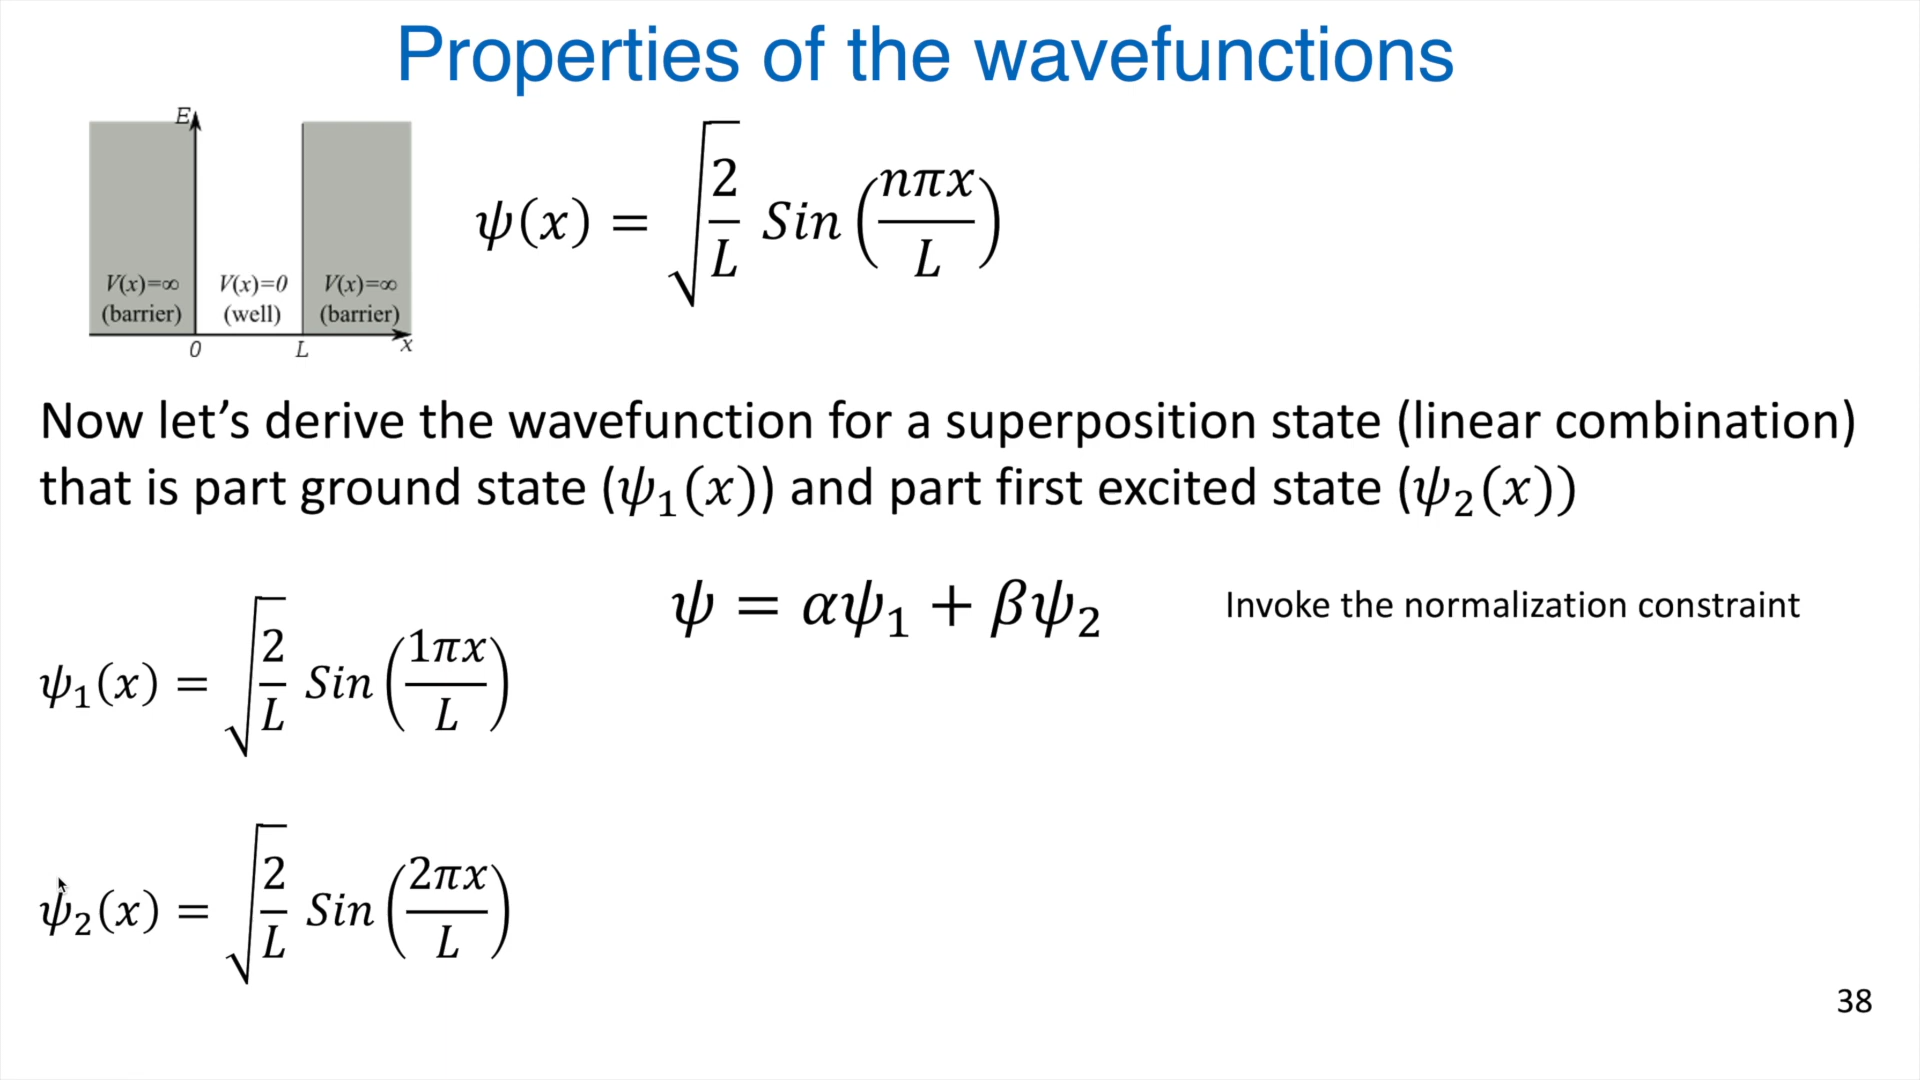 Properties of the wavefunctions
E
V(x)=∞ V(x)=0 V(x)=∞
(barrier) (well) (barrier)
0 L x
ψ(x) = √(2/L) Sin(nπx/L)
Now let’s derive the wavefunction for a superposition state (linear combination)
that is part ground state (ψ₁(x)) and part first excited state (ψ₂(x))
ψ = αψ₁ + βψ₂
Invoke the normalization constraint
ψ₁(x) = √(2/L) Sin(1πx/L)
ψ₂(x) = √(2/L) Sin(2πx/L)
38